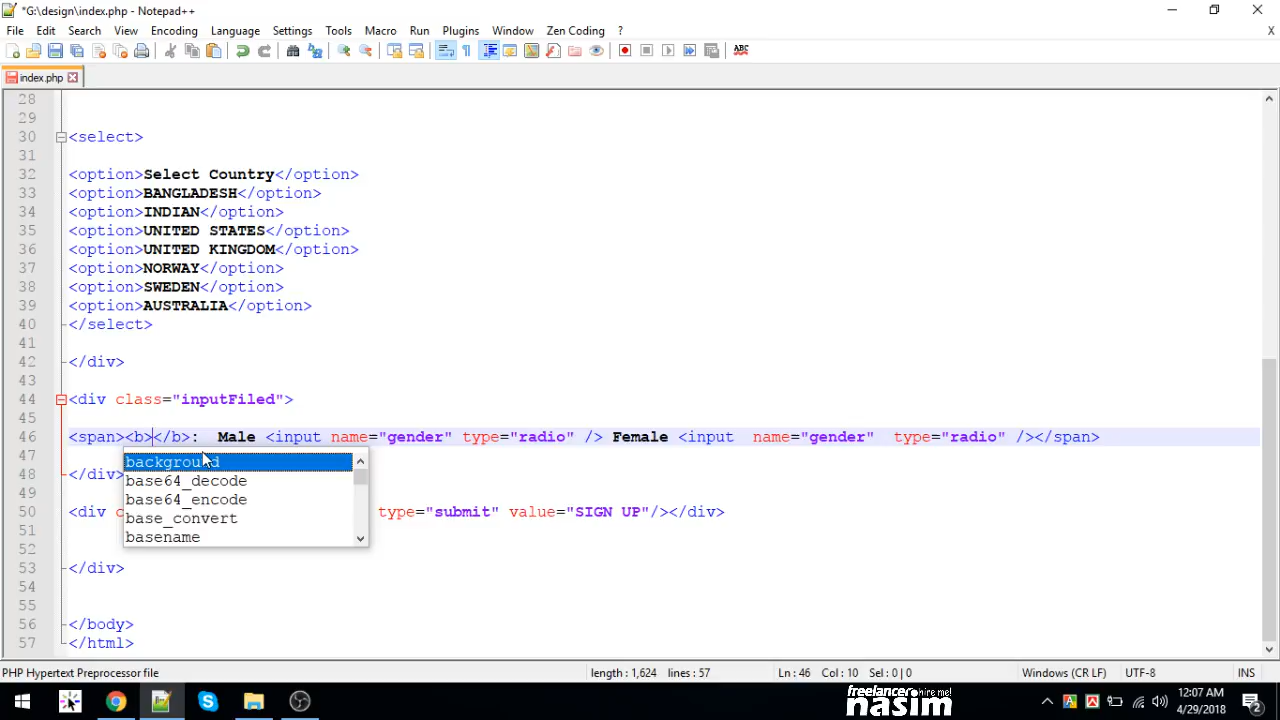 *G:\design\index.php - Notepad++
File Edit Search View Encoding Language Settings Tools Macro Run Plugins Window Zen Coding ? X
ABC
index.php
28
29
30 <select>
31
32 <option>Select Country</option>
33 <option>BANGLADESH</option>
34 <option>INDIAN</option>
35 <option>UNITED STATES</option>
36 <option>UNITED KINGDOM</option>
37 <option>NORWAY</option>
38 <option>SWEDEN</option>
39 <option>AUSTRALIA</option>
40 </select>
41
42 </div>
43
44 <div class="inputFiled">
45
46 <span><b></b>: Male <input name="gender" type="radio" /> Female <input name="gender" type="radio" /></span>
47
background
48 </div>
base64_decode
49
base64_encode
50 <div c type="submit" value="SIGN UP"/></div>
base_convert
51
basename
52
53 </div>
54
55
56 </body>
57 </html>
PHP Hypertext Preprocessor file length : 1,624 lines : 57 Ln : 46 Col : 10 Sel : 0 | 0 Windows (CR LF) UTF-8 INS
freelancer hire me!
nasim
12:07 AM
4/29/2018
2